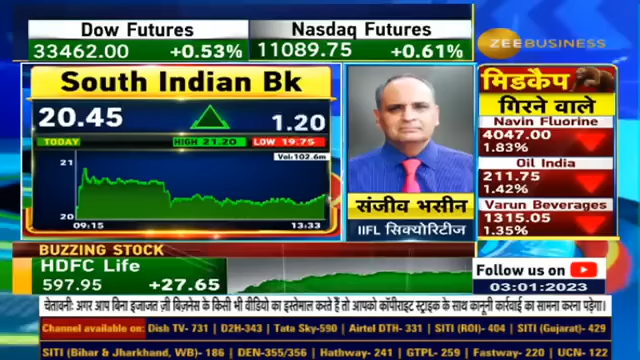 Dow Futures
33462.00 +0.53%
Nasdaq Futures
11089.75 +0.61%
ZEE BUSINESS
South Indian Bk
20.45 1.20
TODAY HIGH 21.20 LOW 19.75
Vol:102.6m
21
20
09:15 13:33
संजीव भसीन
IIFL सिक्योरिटीज
मिडकैप
गिरने वाले
Navin Fluorine
4047.00
1.83%
Oil India
211.75
1.42%
Varun Beverages
1315.05
1.35%
BUZZING STOCK
HDFC Life
597.95 +27.65
Follow us on
03:01:2023
चेतावनी: अगर आप बिना इजाजत ज़ी बिज़नेस के किसी भी वीडियो का इस्तेमाल करते हैं तो आपको कॉपीराइट स्ट्राइक के साथ कानूनी कार्रवाई का सामना करना पड़ेगा.
Channel available on: Dish TV- 731 | D2H-343 | Tata Sky-590 | Airtel DTH- 331 | SITI (ROI) - 404 | SITI (Gujarat) - 429
SITI (Bihar & Jharkhand, WB)- 186 | DEN-355/356 | Hathway- 241 | GTPL- 259 | Fastway- 220 | UCN- 122